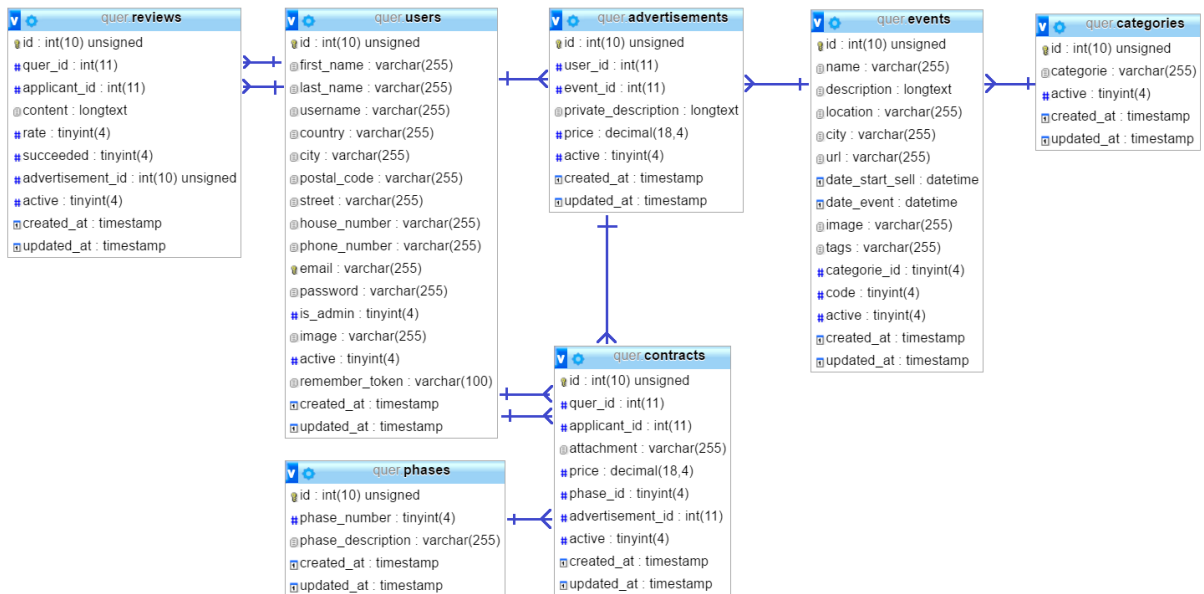 quer reviews
id : int(10) unsigned
quer_id : int(11)
applicant_id : int(11)
content : longtext
rate : tinyint(4)
succeeded : tinyint(4)
advertisement_id : int(10) unsigned
active : tinyint(4)
created_at : timestamp
updated_at : timestamp
quer users
id : int(10) unsigned
first_name : varchar(255)
last_name : varchar(255)
username : varchar(255)
country : varchar(255)
city : varchar(255)
postal_code : varchar(255)
street : varchar(255)
house_number : varchar(255)
phone_number : varchar(255)
email : varchar(255)
password : varchar(255)
is_admin : tinyint(4)
image : varchar(255)
active : tinyint(4)
remember_token : varchar(100)
created_at : timestamp
updated_at : timestamp
quer advertisements
id : int(10) unsigned
user_id : int(11)
event_id : int(11)
private_description : longtext
price : decimal(18,4)
active : tinyint(4)
created_at : timestamp
updated_at : timestamp
quer events
id : int(10) unsigned
name : varchar(255)
description : longtext
location : varchar(255)
city : varchar(255)
url : varchar(255)
date_start_sell : datetime
date_event : datetime
image : varchar(255)
tags : varchar(255)
categorie_id : tinyint(4)
code : tinyint(4)
active : tinyint(4)
created_at : timestamp
updated_at : timestamp
quer categories
id : int(10) unsigned
categorie : varchar(255)
active : tinyint(4)
created_at : timestamp
updated_at : timestamp
quer phases
id : int(10) unsigned
phase_number : tinyint(4)
phase_description : varchar(255)
created_at : timestamp
updated_at : timestamp
quer contracts
id : int(10) unsigned
quer_id : int(11)
applicant_id : int(11)
attachment : varchar(255)
price : decimal(18,4)
phase_id : tinyint(4)
advertisement_id : int(11)
active : tinyint(4)
created_at : timestamp
updated_at : timestamp